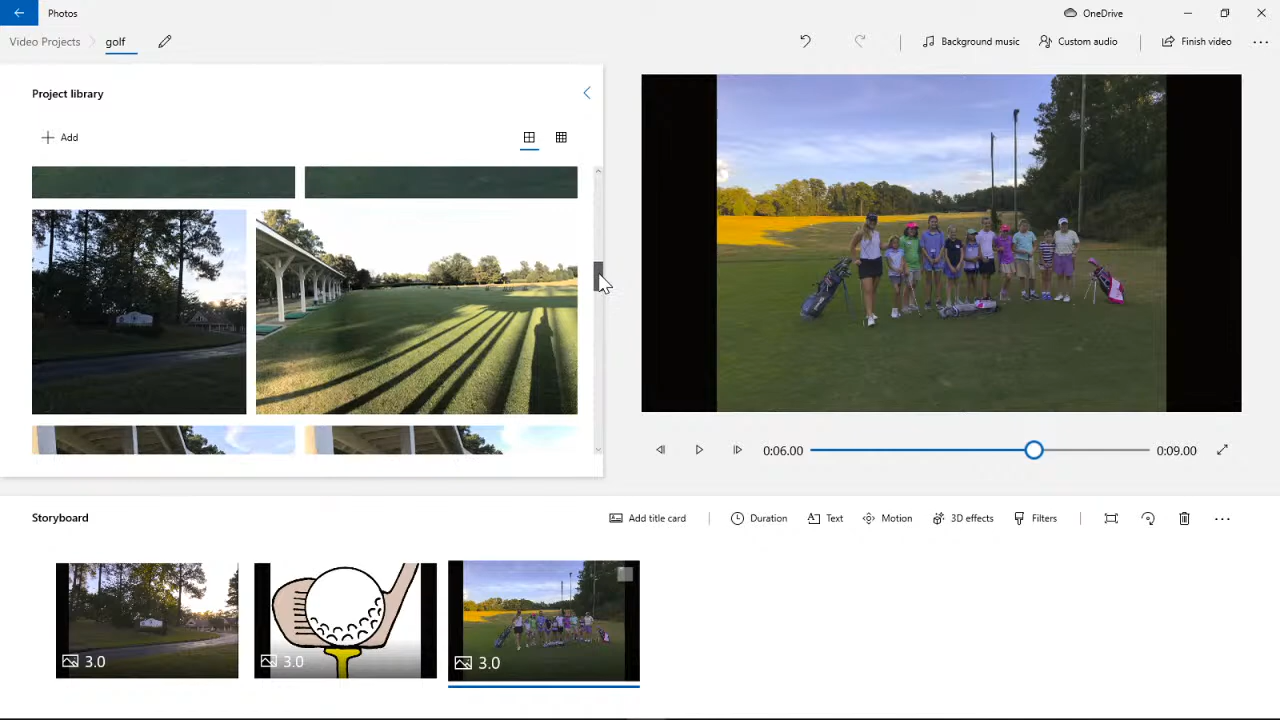 Photos
OneDrive
Video Projects
golf
Background music
Custom audio
Finish video
Project library
Add
0:06.00
0:09.00
Storyboard
Add title card
Duration
Text
Motion
3D effects
Filters
3.0
3.0
3.0